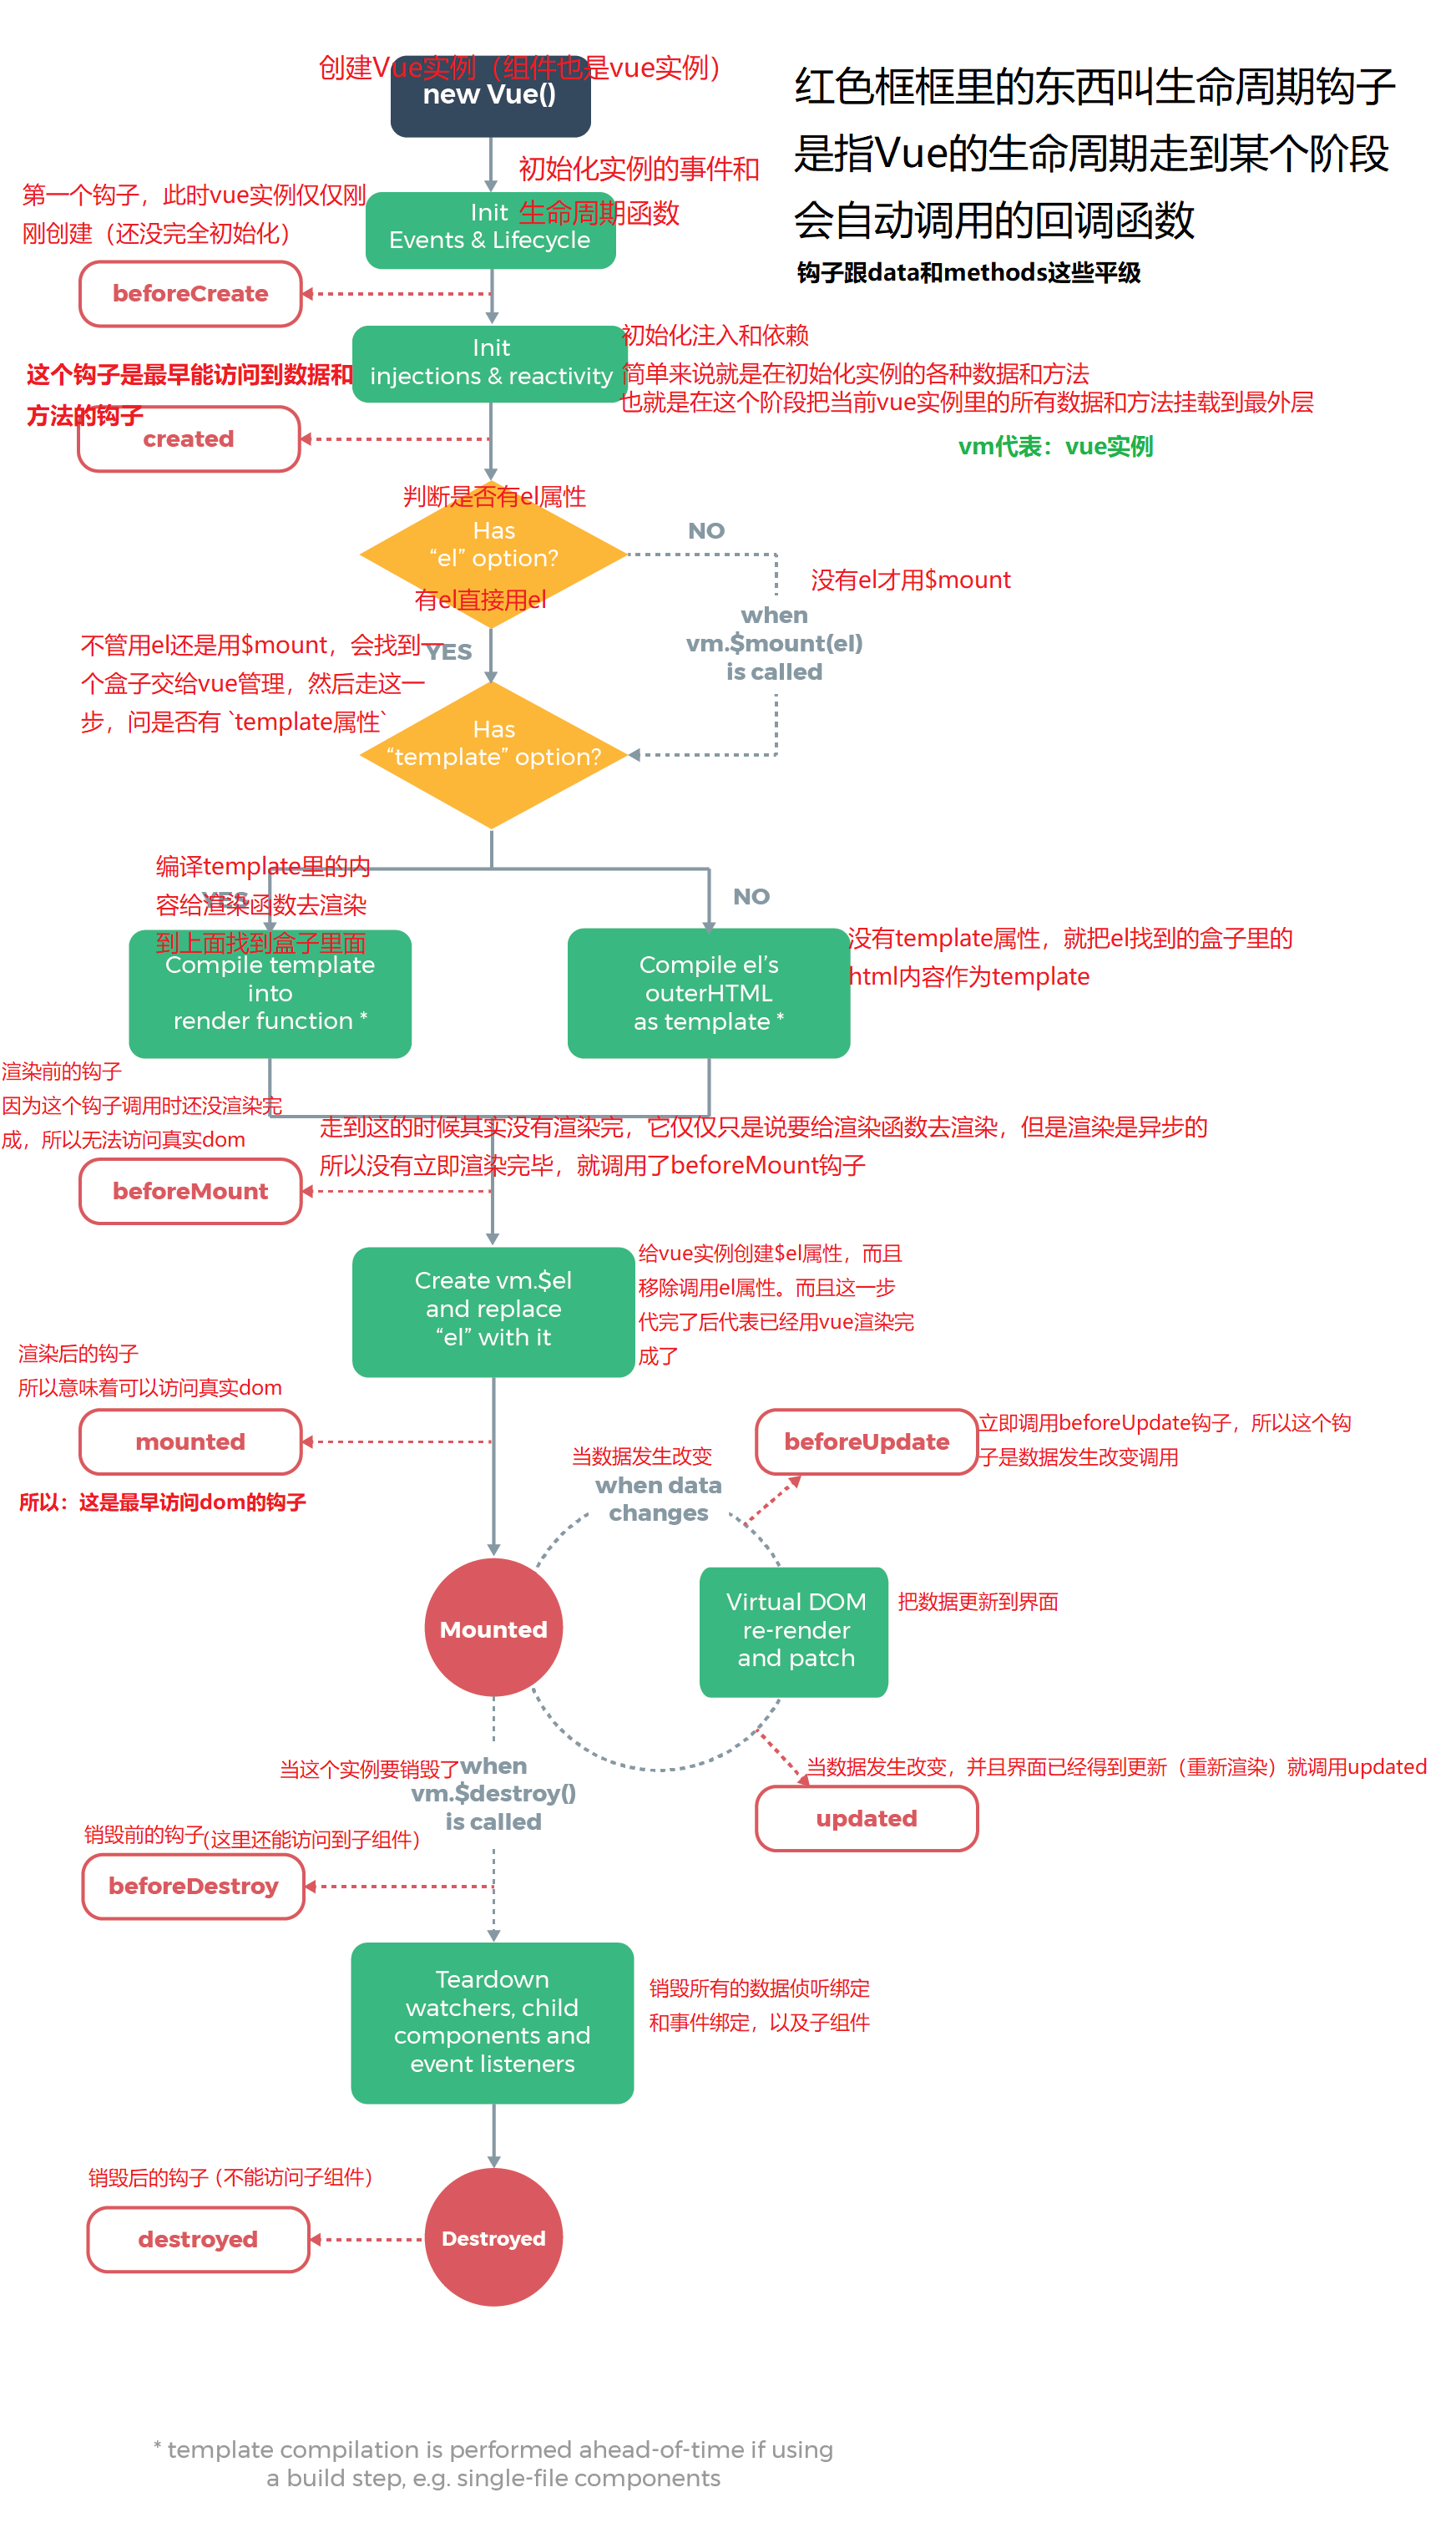 创建Vue实例（组件也是vue实例）
new Vue()
红色框框里的东西叫生命周期钩子
是指Vue的生命周期走到某个阶段
会自动调用的回调函数
钩子跟data和methods这些平级
初始化实例的事件和
生命周期函数
Init
Events & Lifecycle
第一个钩子，此时vue实例仅仅刚
刚创建（还没完全初始化）
beforeCreate
初始化注入和依赖
简单来说就是在初始化实例的各种数据和方法
也就是在这个阶段把当前vue实例里的所有数据和方法挂载到最外层
vm代表：vue实例
Init
injections & reactivity
这个钩子是最早能访问到数据和
方法的钩子
created
判断是否有el属性
Has
“el” option?
有el直接用el
NO
没有el才用$mount
when
vm.$mount(el)
is called
不管用el还是用$mount，会找到一
个盒子交给vue管理，然后走这一
步，问是否有 `template属性`
YES
Has
“template” option?
编译template里的内
容给渲染函数去渲染
到上面找到盒子里面
YES
NO
Compile template
into
render function *
Compile el’s
outerHTML
as template *
没有template属性，就把el找到的盒子里的
html内容作为template
渲染前的钩子
因为这个钩子调用时还没渲染完
成，所以无法访问真实dom
走到这的时候其实没有渲染完，它仅仅只是说要给渲染函数去渲染，但是渲染是异步的
所以没有立即渲染完毕，就调用了beforeMount钩子
beforeMount
Create vm.$el
and replace
“el” with it
给vue实例创建$el属性，而且
移除调用el属性。而且这一步
代完了后代表已经用vue渲染完
成了
渲染后的钩子
所以意味着可以访问真实dom
mounted
所以：这是最早访问dom的钩子
当数据发生改变
when data
changes
beforeUpdate
立即调用beforeUpdate钩子，所以这个钩
子是数据发生改变调用
Mounted
Virtual DOM
re-render
and patch
把数据更新到界面
当数据发生改变，并且界面已经得到更新（重新渲染）就调用updated
updated
当这个实例要销毁了
when
vm.$destroy()
is called
销毁前的钩子（这里还能访问到子组件）
beforeDestroy
Teardown
watchers, child
components and
event listeners
销毁所有的数据侦听绑定
和事件绑定，以及子组件
销毁后的钩子（不能访问子组件）
destroyed
Destroyed
* template compilation is performed ahead-of-time if using
a build step, e.g. single-file components